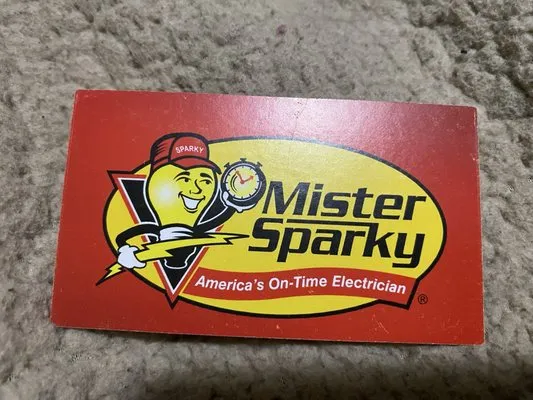 SPARKY
Mister
Sparky
America's On-Time Electrician
®